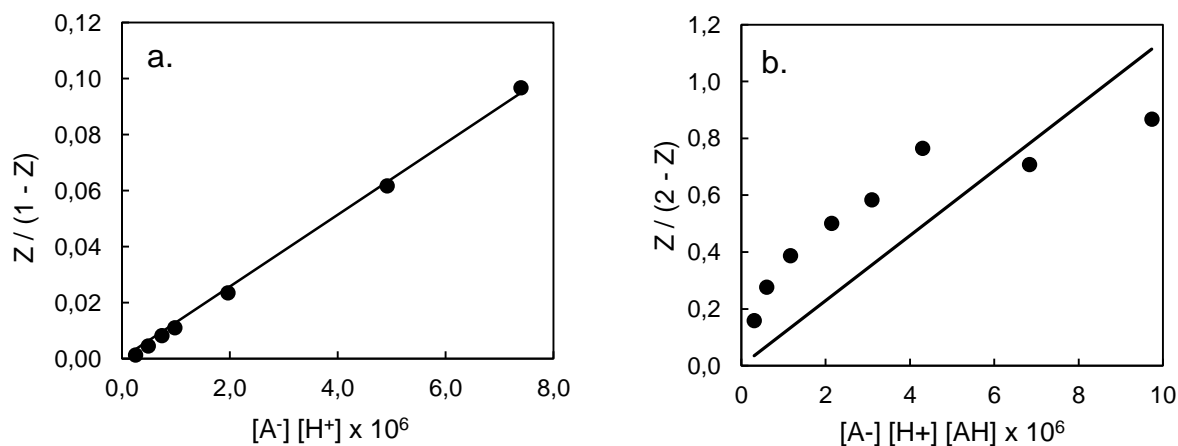 a.
Z / (1 - Z)
0,12
0,10
0,08
0,06
0,04
0,02
0,00
0,0 2,0 4,0 6,0 8,0
[A⁻] [H⁺] x 10⁶
b.
Z / (2 - Z)
1,2
1,0
0,8
0,6
0,4
0,2
0,0
0 2 4 6 8 10
[A-] [H+] [AH] x 10⁶